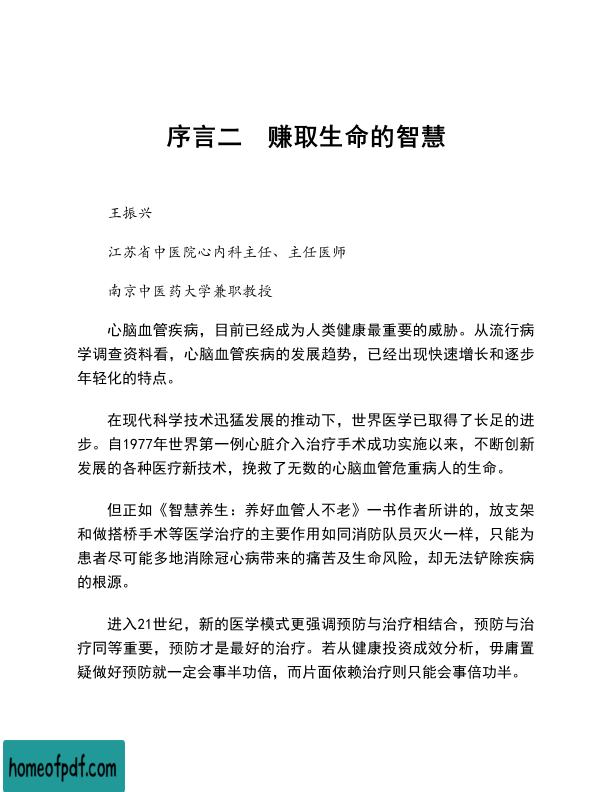 序言二　赚取生命的智慧
王振兴
江苏省中医院心内科主任、主任医师
南京中医药大学兼职教授
心脑血管疾病，目前已经成为人类健康最重要的威胁。从流行病
学调查资料看，心脑血管疾病的发展趋势，已经出现快速增长和逐步
年轻化的特点。
在现代科学技术迅猛发展的推动下，世界医学已取得了长足的进
步。自1977年世界第一例心脏介入治疗手术成功实施以来，不断创新
发展的各种医疗新技术，挽救了无数的心脑血管危重病人的生命。
但正如《智慧养生：养好血管人不老》一书作者所讲的，放支架
和做搭桥手术等医学治疗的主要作用如同消防队员灭火一样，只能为
患者尽可能多地消除冠心病带来的痛苦及生命风险，却无法铲除疾病
的根源。
进入21世纪，新的医学模式更强调预防与治疗相结合，预防与治
疗同等重要，预防才是最好的治疗。若从健康投资成效分析，毋庸置
疑做好预防就一定会事半功倍，而片面依赖治疗则只能会事倍功半。
homeofpdf.com